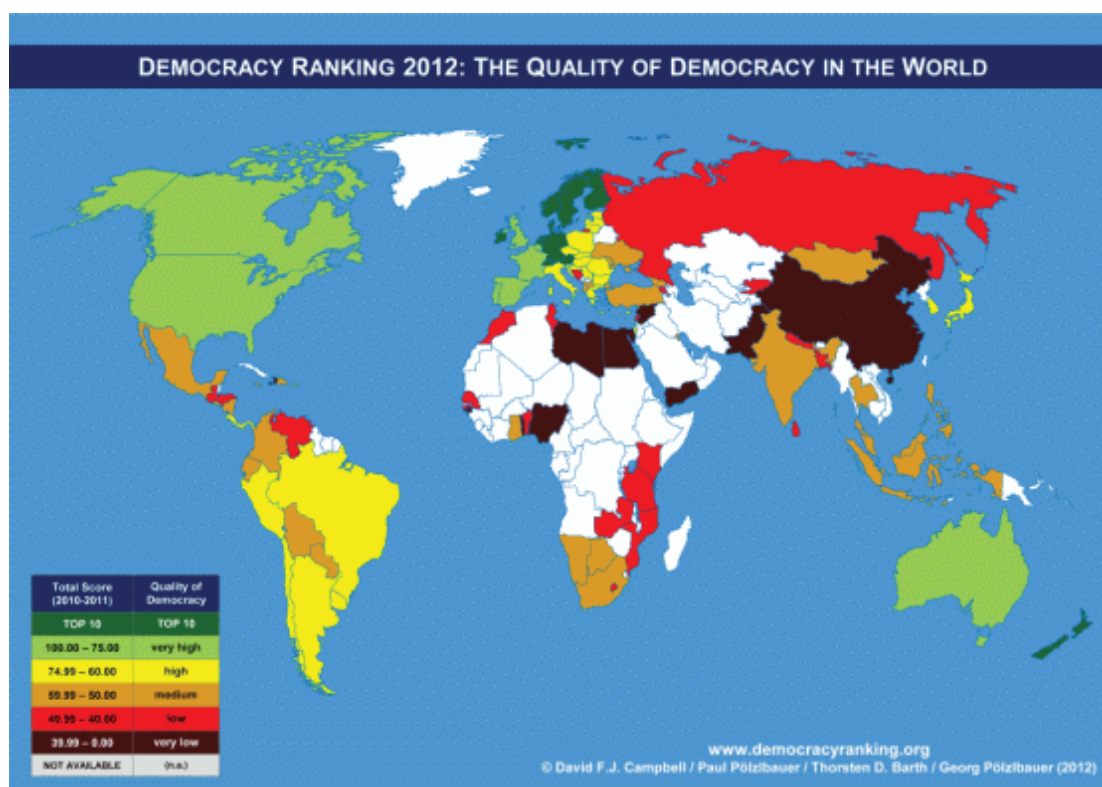 DEMOCRACY RANKING 2012: THE QUALITY OF DEMOCRACY IN THE WORLD
Total Score (2010-2011) Quality of Democracy
TOP 10 TOP 10
100.00 – 75.00 very high
74.99 – 60.00 high
59.99 – 50.00 medium
49.99 – 40.00 low
39.99 – 0.00 very low
NOT AVAILABLE (n.a.)
www.democracyranking.org
© David F.J. Campbell / Paul Pölzlbauer / Thorsten D. Barth / Georg Pölzlbauer (2012)